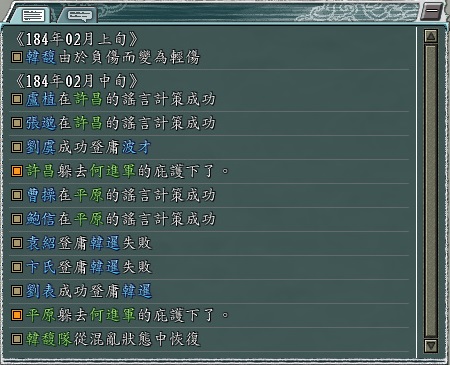 《184年02月上旬》
韓馥由於負傷而變為輕傷
《184年02月中旬》
盧植在許昌的謠言計策成功
張邈在許昌的謠言計策成功
劉虞成功登庸波才
許昌躲去何進軍的庇護下了。
曹操在平原的謠言計策成功
鮑信在平原的謠言計策成功
袁紹登庸韓暹失敗
卞氏登庸韓暹失敗
劉表成功登庸韓暹
平原躲去何進軍的庇護下了。
韓馥隊從混亂狀態中恢復